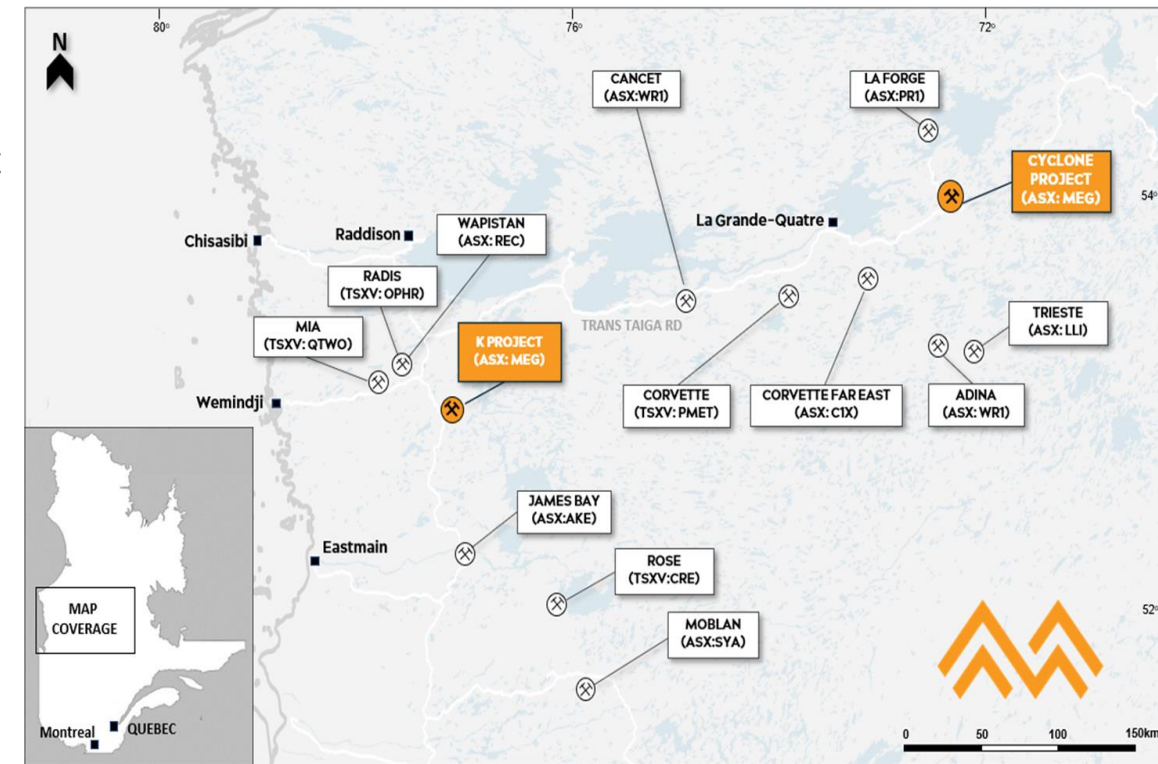 80°
76°
72°
N
CANCET
(ASX:WR1)
LA FORGE
(ASX:PR1)
CYCLONE
PROJECT
(ASX: MEG)
54°
La Grande-Quatre
WAPISTAN
(ASX: REC)
Raddison
Chisasibi
RADIS
(TSXV: OPHR)
TRANS TAIGA RD
TRIESTE
(ASX: LLI)
MIA
(TSXV: QTWO)
K PROJECT
(ASX: MEG)
Wemindji
CORVETTE
(TSXV: PMET)
CORVETTE FAR EAST
(ASX: C1X)
ADINA
(ASX: WR1)
JAMES BAY
(ASX:AKE)
Eastmain
ROSE
(TSXV:CRE)
52°
MOBLAN
(ASX:SYA)
MAP
COVERAGE
Montreal
QUEBEC
0 50 100 150km